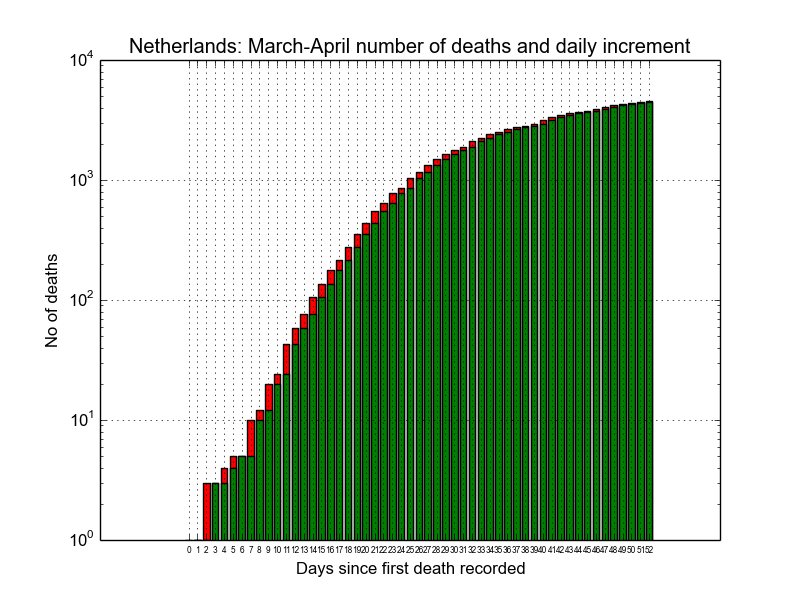 Netherlands: March-April number of deaths and daily increment
10^4
10^3
10^2
10^1
10^0
No of deaths
0 1 2 3 4 5 6 7 8 9 10 11 12 13 14 15 16 17 18 19 20 21 22 23 24 25 26 27 28 29 30 31 32 33 34 35 36 37 38 39 40 41 42 43 44 45 46 47 48 49 50 51 52
Days since first death recorded